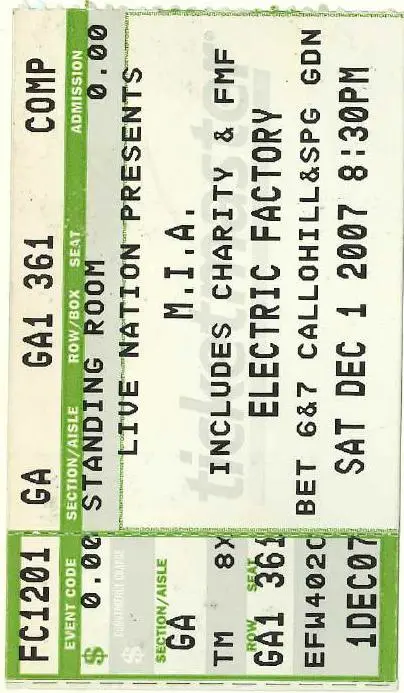 GA GA1 361 COMP
SECTION/AISLE ROW/BOX SEAT ADMISSION
STANDING ROOM 0.00
LIVE NATION PRESENTS
M.I.A.
INCLUDES CHARITY & FMF
ticketmaster
ELECTRIC FACTORY
BET 6&7 CALLOHILL&SPG GDN
SAT DEC 1 2007 8:30PM
FC1201
EVENT CODE
$ 0.00
$ CONVENIENCE CHARGE
SECTION/AISLE
GA
TM 8X
ROW SEAT
GA1 361
EFW402C
1DEC07